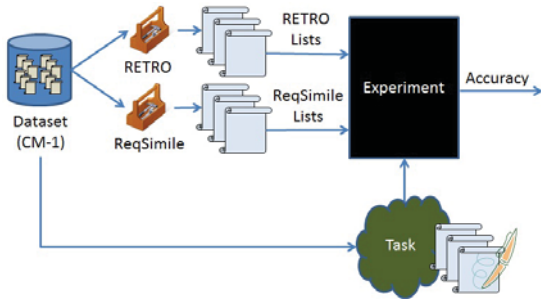 RETRO
Lists
RETRO
Experiment
Accuracy
ReqSimile
Lists
Dataset
(CM-1)
ReqSimile
Task